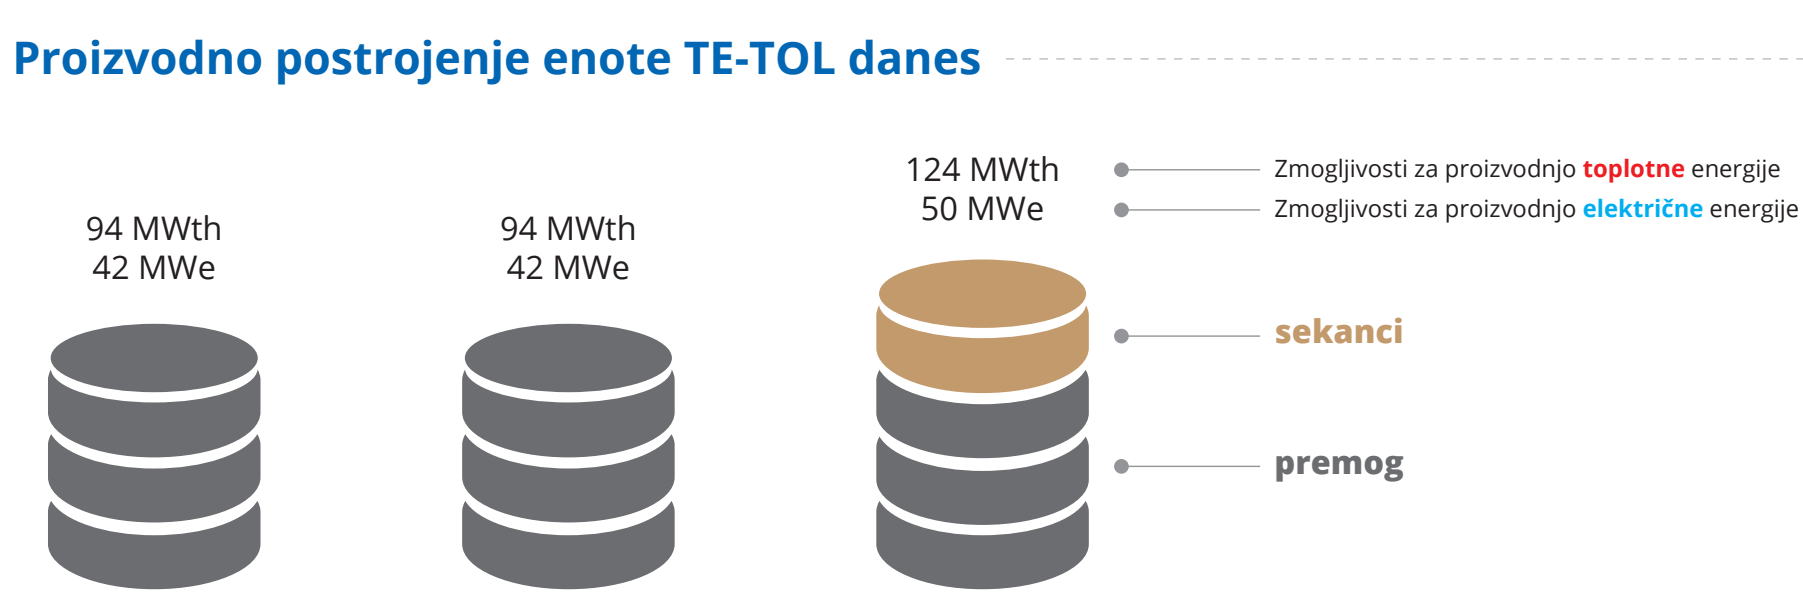 Proizvodno postrojenje enote TE-TOL danes
94 MWth
42 MWe
94 MWth
42 MWe
124 MWth
50 MWe
Zmogljivosti za proizvodnjo toplotne energije
Zmogljivosti za proizvodnjo električne energije
sekanci
premog